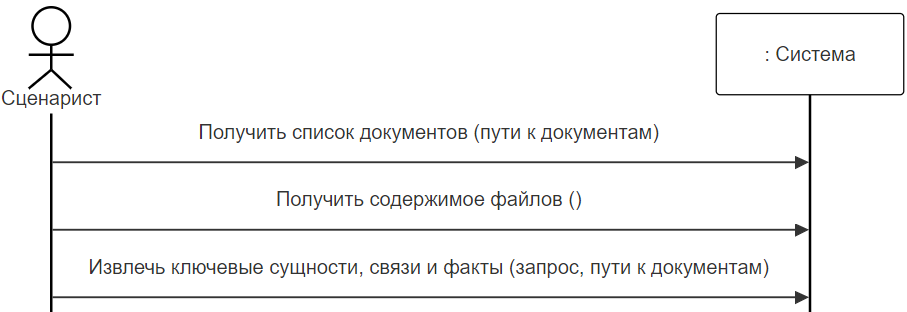 Сценарист
: Система
Получить список документов (пути к документам)
Получить содержимое файлов ()
Извлечь ключевые сущности, связи и факты (запрос, пути к документам)